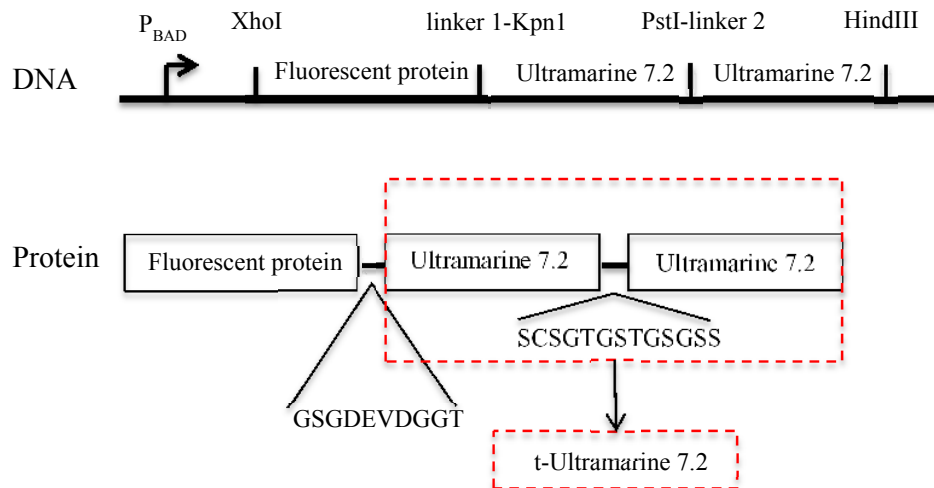 P_BAD XhoI linker 1-Kpn1 PstI-linker 2 HindIII
DNA Fluorescent protein Ultramarine 7.2 Ultramarine 7.2
Protein Fluorescent protein Ultramarine 7.2 Ultramarine 7.2
SCSGTGSTGSGSS
GSGDEVDGGT
t-Ultramarine 7.2